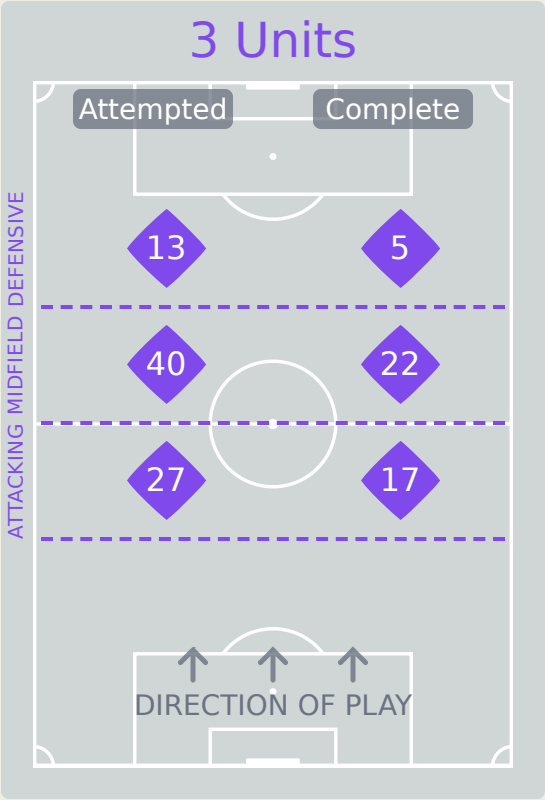 3 Units
Attempted Complete
13 5
40 22
27 17
ATTACKING MIDFIELD DEFENSIVE
DIRECTION OF PLAY